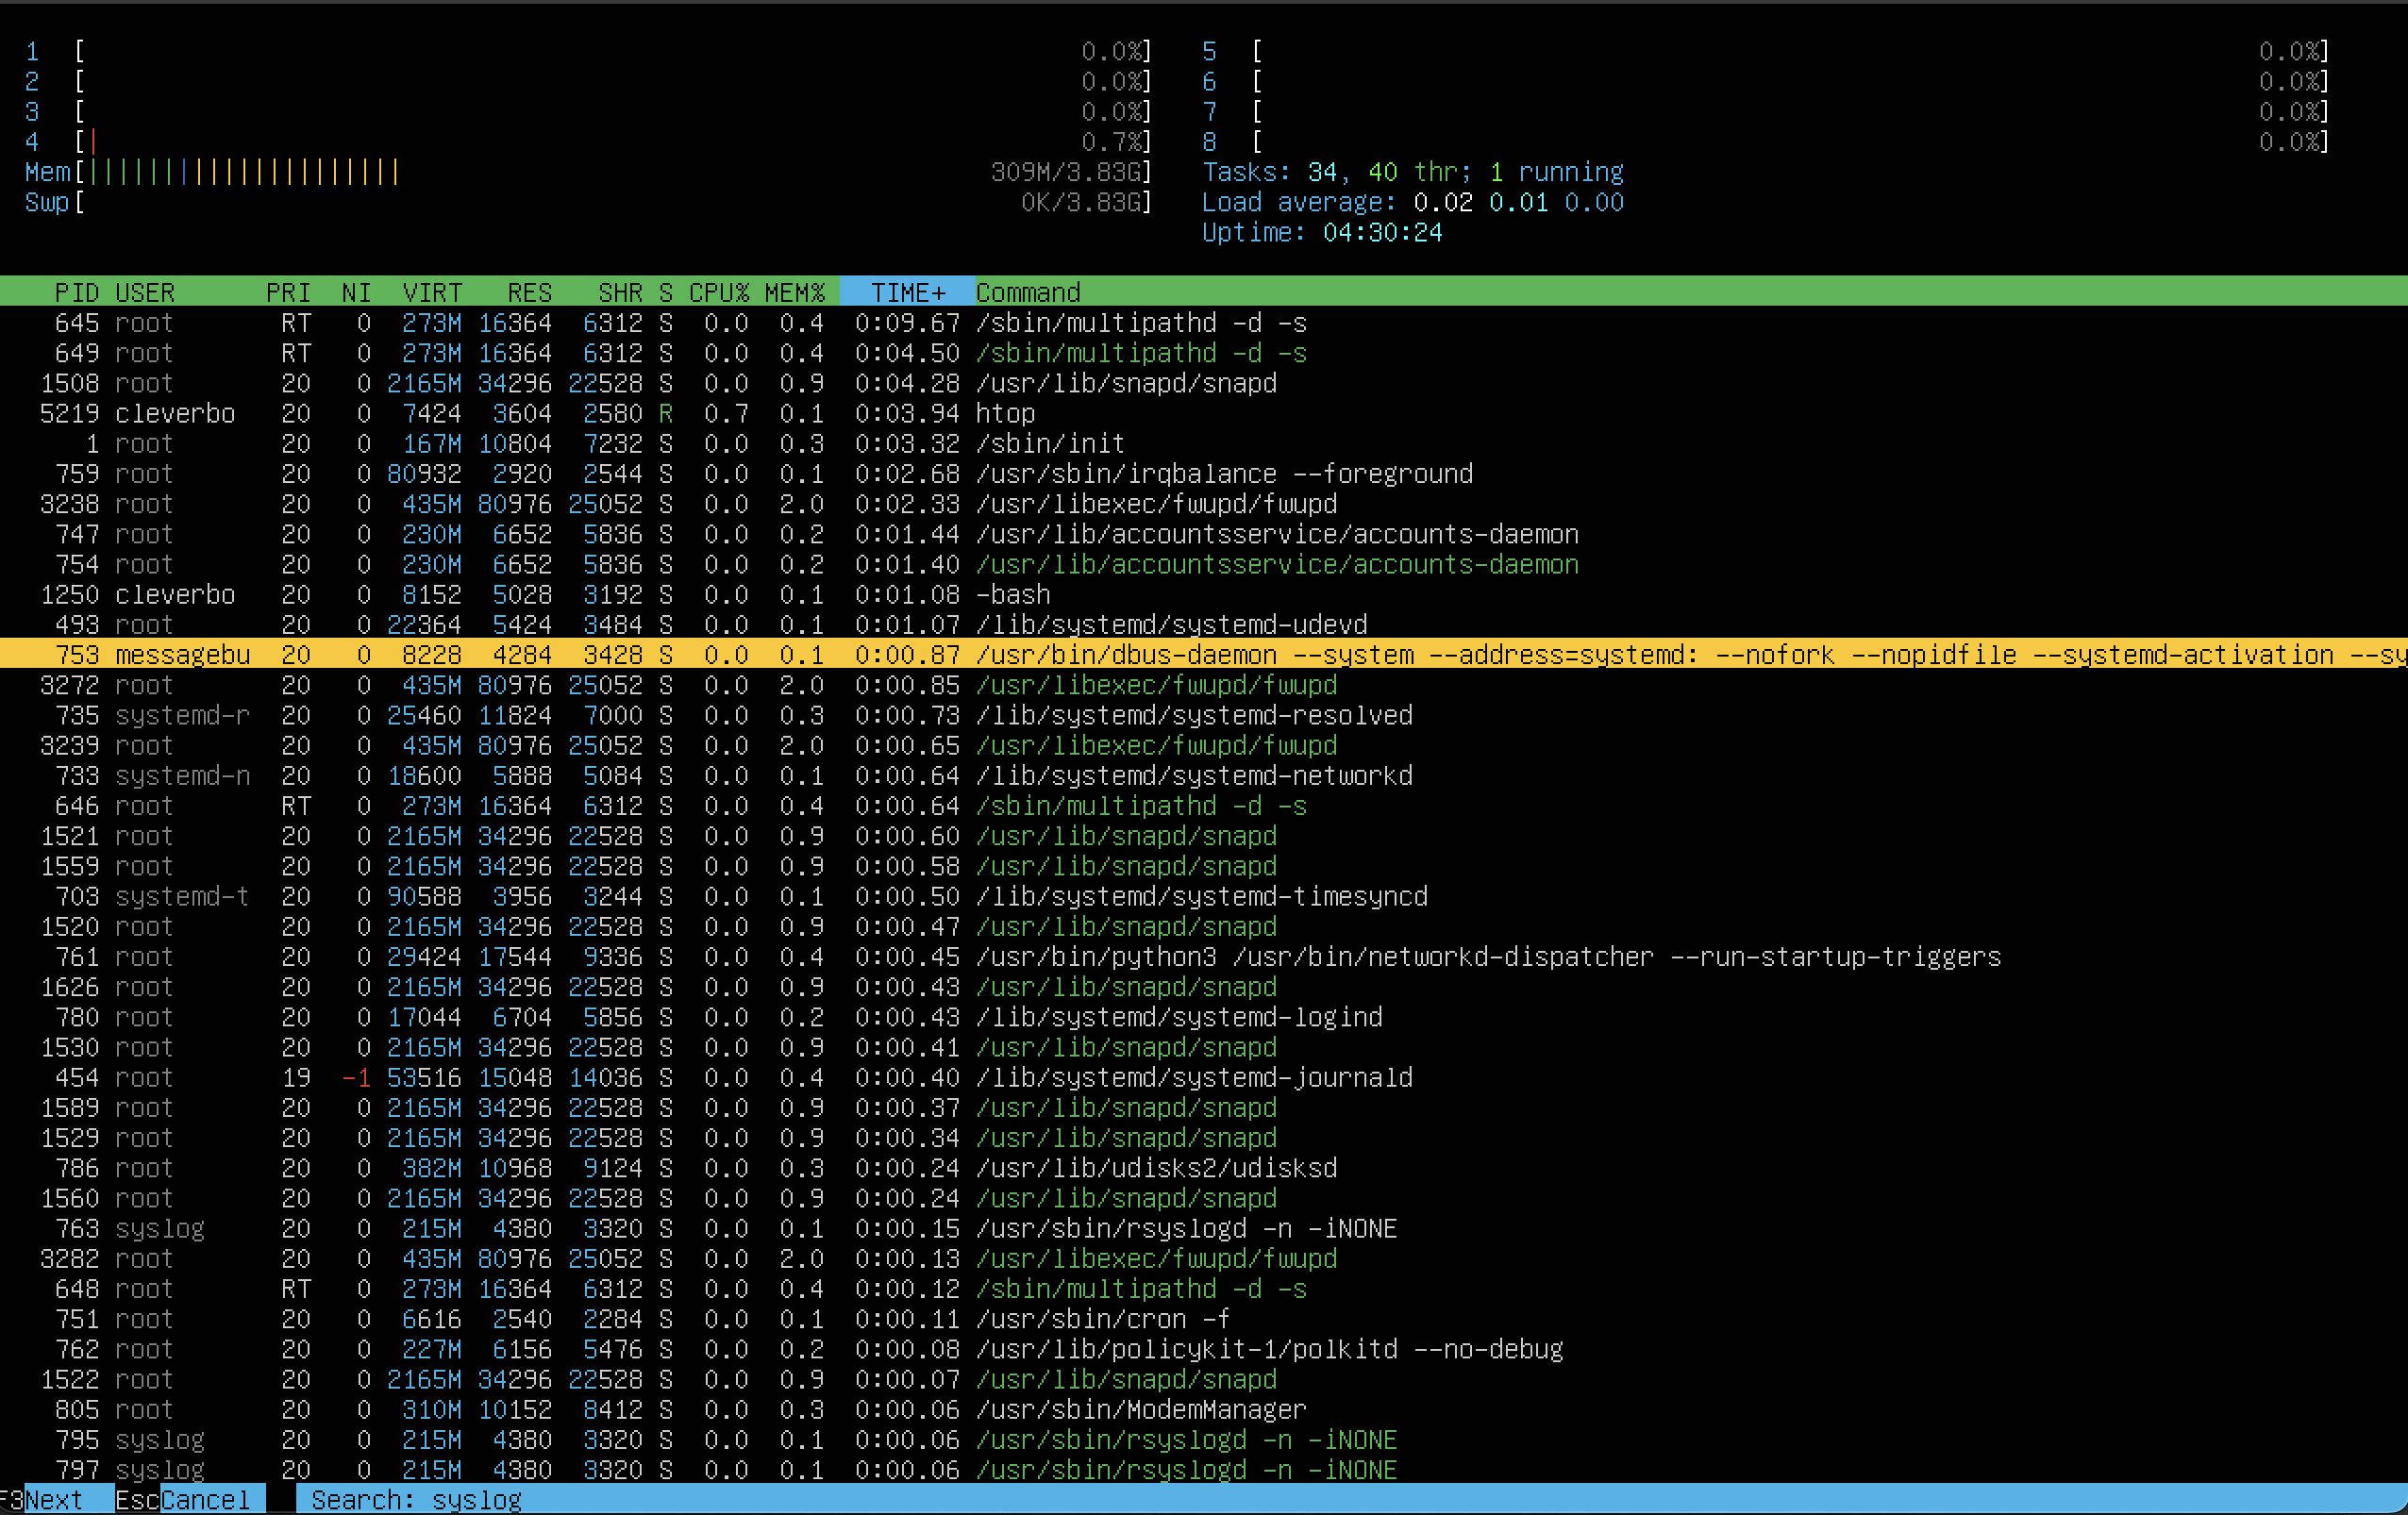 1 [ 0.0%] 5 [ 0.0%]
2 [ 0.0%] 6 [ 0.0%]
3 [ 0.0%] 7 [ 0.0%]
4 [| 0.7%] 8 [ 0.0%]
Mem[||||||||||||||||||||| 309M/3.83G] Tasks: 34, 40 thr; 1 running
Swp[ 0K/3.83G] Load average: 0.02 0.01 0.00
Uptime: 04:30:24
PID USER PRI NI VIRT RES SHR S CPU% MEM% TIME+ Command
645 root RT 0 273M 16364 6312 S 0.0 0.4 0:09.67 /sbin/multipathd -d -s
649 root RT 0 273M 16364 6312 S 0.0 0.4 0:04.50 /sbin/multipathd -d -s
1508 root 20 0 2165M 34296 22528 S 0.0 0.9 0:04.28 /usr/lib/snapd/snapd
5219 cleverbo 20 0 7424 3604 2580 R 0.7 0.1 0:03.94 htop
1 root 20 0 167M 10804 7232 S 0.0 0.3 0:03.32 /sbin/init
759 root 20 0 80932 2920 2544 S 0.0 0.1 0:02.68 /usr/sbin/irqbalance --foreground
3238 root 20 0 435M 80976 25052 S 0.0 2.0 0:02.33 /usr/libexec/fwupd/fwupd
747 root 20 0 230M 6652 5836 S 0.0 0.2 0:01.44 /usr/lib/accountsservice/accounts-daemon
754 root 20 0 230M 6652 5836 S 0.0 0.2 0:01.40 /usr/lib/accountsservice/accounts-daemon
1250 cleverbo 20 0 8152 5028 3192 S 0.0 0.1 0:01.08 -bash
493 root 20 0 22364 5424 3484 S 0.0 0.1 0:01.07 /lib/systemd/systemd-udevd
753 messagebu 20 0 8228 4284 3428 S 0.0 0.1 0:00.87 /usr/bin/dbus-daemon --system --address=systemd: --nofork --nopidfile --systemd-activation --sy
3272 root 20 0 435M 80976 25052 S 0.0 2.0 0:00.85 /usr/libexec/fwupd/fwupd
735 systemd-r 20 0 25460 11824 7000 S 0.0 0.3 0:00.73 /lib/systemd/systemd-resolved
3239 root 20 0 435M 80976 25052 S 0.0 2.0 0:00.65 /usr/libexec/fwupd/fwupd
733 systemd-n 20 0 18600 5888 5084 S 0.0 0.1 0:00.64 /lib/systemd/systemd-networkd
646 root RT 0 273M 16364 6312 S 0.0 0.4 0:00.64 /sbin/multipathd -d -s
1521 root 20 0 2165M 34296 22528 S 0.0 0.9 0:00.60 /usr/lib/snapd/snapd
1559 root 20 0 2165M 34296 22528 S 0.0 0.9 0:00.58 /usr/lib/snapd/snapd
703 systemd-t 20 0 90588 3956 3244 S 0.0 0.1 0:00.50 /lib/systemd/systemd-timesyncd
1520 root 20 0 2165M 34296 22528 S 0.0 0.9 0:00.47 /usr/lib/snapd/snapd
761 root 20 0 29424 17544 9336 S 0.0 0.4 0:00.45 /usr/bin/python3 /usr/bin/networkd-dispatcher --run-startup-triggers
1626 root 20 0 2165M 34296 22528 S 0.0 0.9 0:00.43 /usr/lib/snapd/snapd
780 root 20 0 17044 6704 5856 S 0.0 0.2 0:00.43 /lib/systemd/systemd-logind
1530 root 20 0 2165M 34296 22528 S 0.0 0.9 0:00.41 /usr/lib/snapd/snapd
454 root 19 -1 53516 15048 14036 S 0.0 0.4 0:00.40 /lib/systemd/systemd-journald
1589 root 20 0 2165M 34296 22528 S 0.0 0.9 0:00.37 /usr/lib/snapd/snapd
1529 root 20 0 2165M 34296 22528 S 0.0 0.9 0:00.34 /usr/lib/snapd/snapd
786 root 20 0 382M 10968 9124 S 0.0 0.3 0:00.24 /usr/lib/udisks2/udisksd
1560 root 20 0 2165M 34296 22528 S 0.0 0.9 0:00.24 /usr/lib/snapd/snapd
763 syslog 20 0 215M 4380 3320 S 0.0 0.1 0:00.15 /usr/sbin/rsyslogd -n -iNONE
3282 root 20 0 435M 80976 25052 S 0.0 2.0 0:00.13 /usr/libexec/fwupd/fwupd
648 root RT 0 273M 16364 6312 S 0.0 0.4 0:00.12 /sbin/multipathd -d -s
751 root 20 0 6616 2540 2284 S 0.0 0.1 0:00.11 /usr/sbin/cron -f
762 root 20 0 227M 6156 5476 S 0.0 0.2 0:00.08 /usr/lib/policykit-1/polkitd --no-debug
1522 root 20 0 2165M 34296 22528 S 0.0 0.9 0:00.07 /usr/lib/snapd/snapd
805 root 20 0 310M 10152 8412 S 0.0 0.3 0:00.06 /usr/sbin/ModemManager
795 syslog 20 0 215M 4380 3320 S 0.0 0.1 0:00.06 /usr/sbin/rsyslogd -n -iNONE
797 syslog 20 0 215M 4380 3320 S 0.0 0.1 0:00.06 /usr/sbin/rsyslogd -n -iNONE
F3Next EscCancel Search: syslog